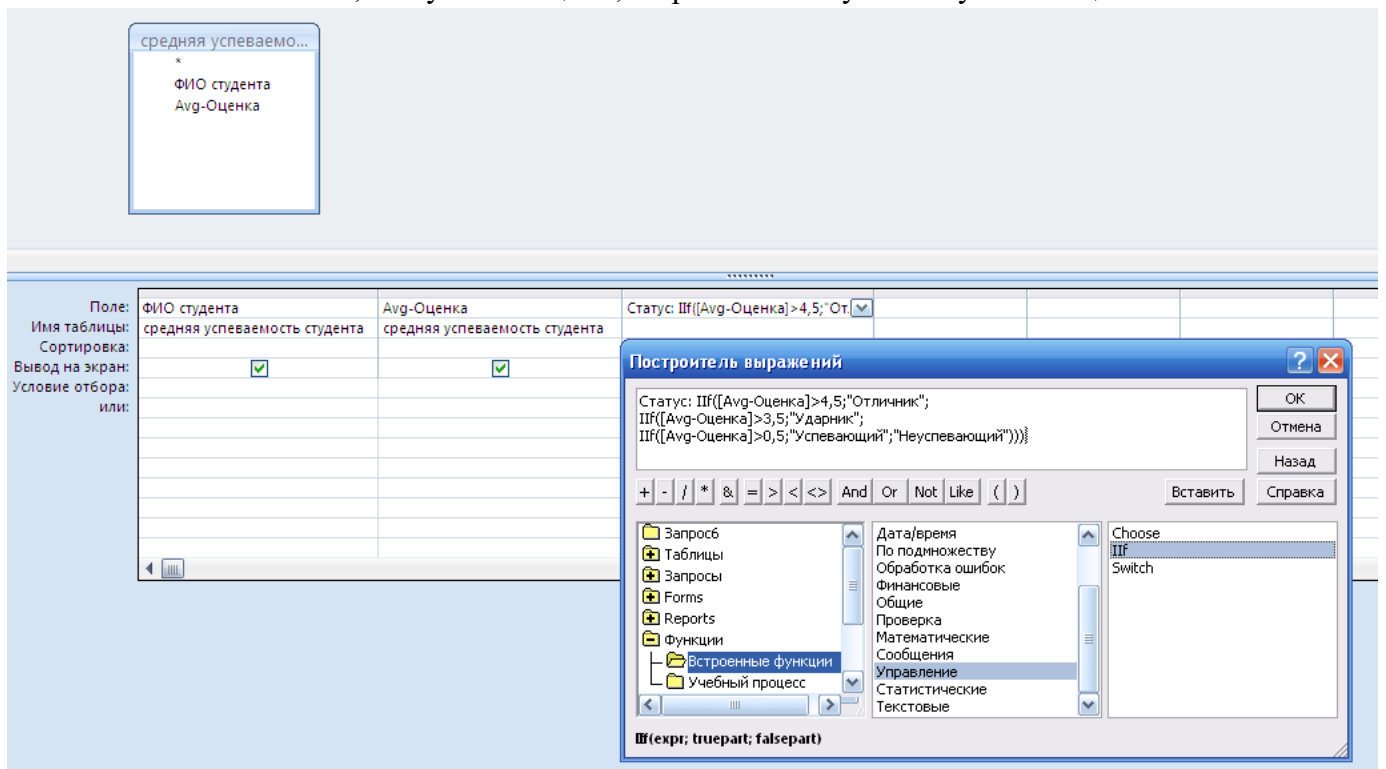 средняя успеваемо...
*
ФИО студента
Avg-Оценка
Поле: ФИО студента Avg-Оценка Статус: IIf([Avg-Оценка]>4,5;"От.
Имя таблицы: средняя успеваемость студента средняя успеваемость студента
Сортировка:
Вывод на экран:
Условие отбора:
или:
Построитель выражений
Статус: IIf([Avg-Оценка]>4,5;"Отличник";
IIf([Avg-Оценка]>3,5;"Ударник";
IIf([Avg-Оценка]>0,5;"Успевающий";"Неуспевающий")))
ОК
Отмена
Назад
+ - / * & = > < <> And Or Not Like ( ) Вставить Справка
Запрос6
Таблицы
Запросы
Forms
Reports
Функции
Встроенные функции
Учебный процесс
Дата/время
По подмножеству
Обработка ошибок
Финансовые
Общие
Проверка
Математические
Сообщения
Управление
Статистические
Текстовые
Choose
IIf
Switch
IIf(expr; truepart; falsepart)